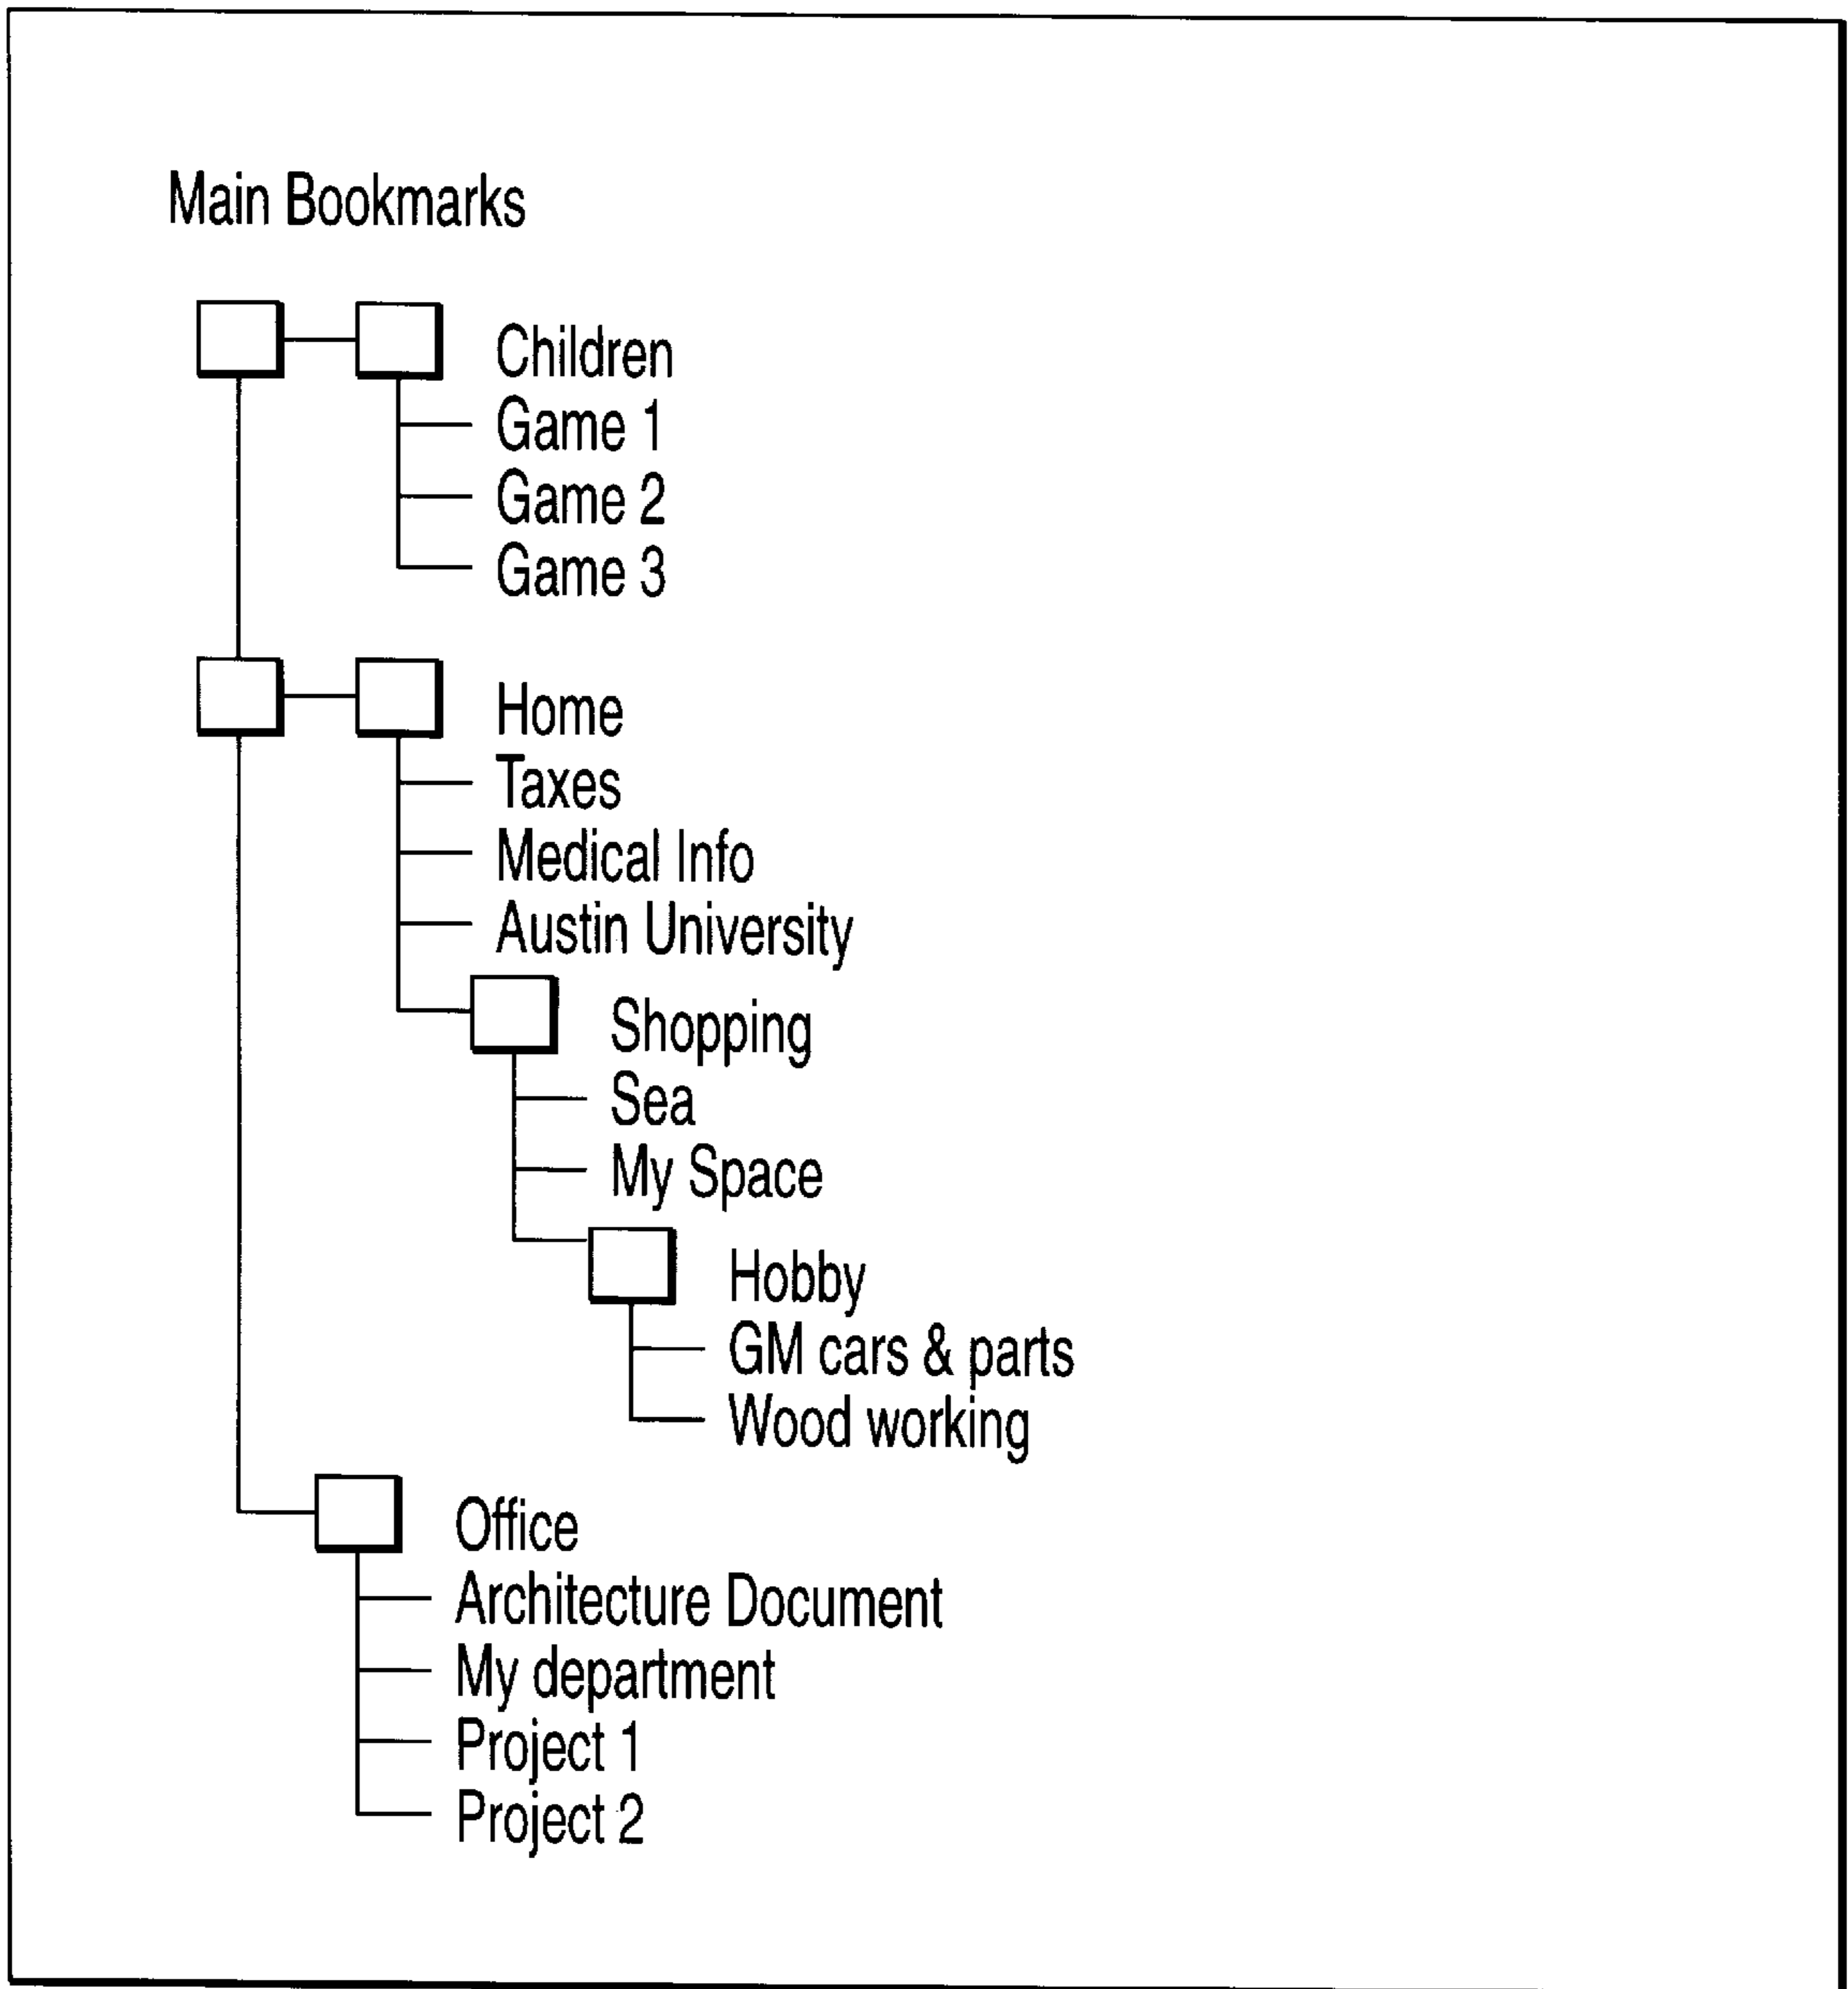 Main Bookmarks
Children
Game 1
Game 2
Game 3
Home
Taxes
Medical Info
Austin University
Shopping
Sea
My Space
Hobby
GM cars & parts
Wood working
Office
Architecture Document
My department
Project 1
Project 2